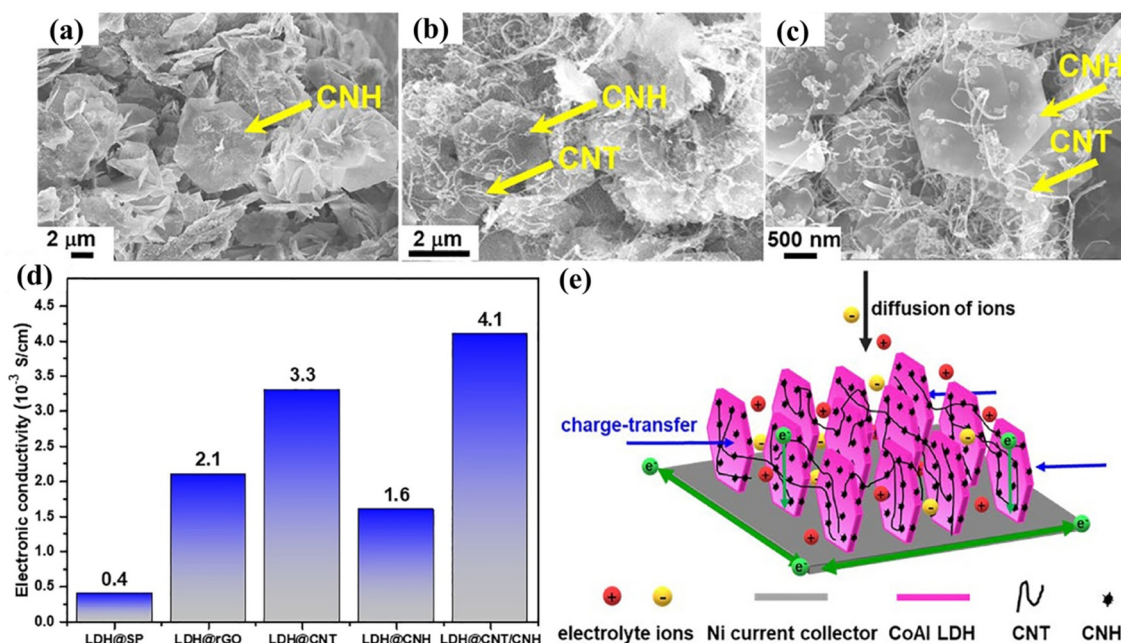 (a)
CNH
2 μm
(b)
CNH
CNT
2 μm
(c)
CNH
CNT
500 nm
(d)
Electronic conductivity (10⁻³ S/cm)
4.5
4.0
3.5
3.0
2.5
2.0
1.5
1.0
0.5
0.0
0.4
2.1
3.3
1.6
4.1
LDH@SP
LDH@rGO
LDH@CNT
LDH@CNH
LDH@CNT/CNH
(e)
diffusion of ions
charge-transfer
e⁻
e⁻
e⁻
e⁻
e⁻
electrolyte ions
Ni current collector
CoAl LDH
CNT
CNH